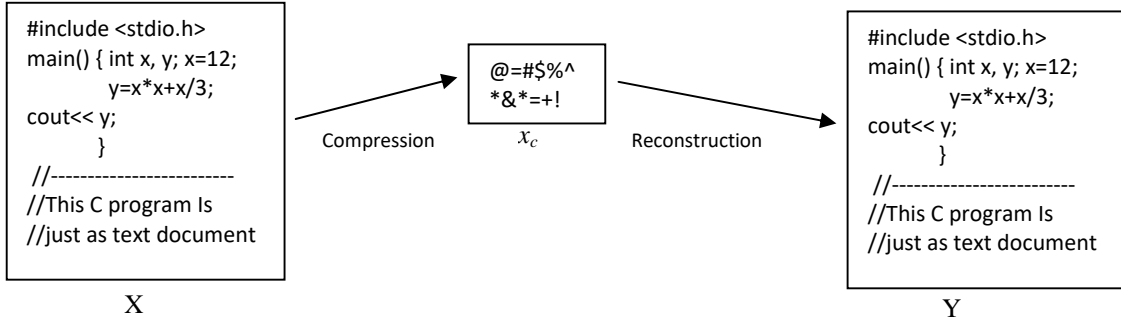 #include <stdio.h>
main() { int x, y; x=12;
y=x*x+x/3;
cout<< y;
}
//-------------------------
//This C program Is
//just as text document
X
Compression
@=#$%^
*&*=+!
x_c
Reconstruction
#include <stdio.h>
main() { int x, y; x=12;
y=x*x+x/3;
cout<< y;
}
//-------------------------
//This C program Is
//just as text document
Y